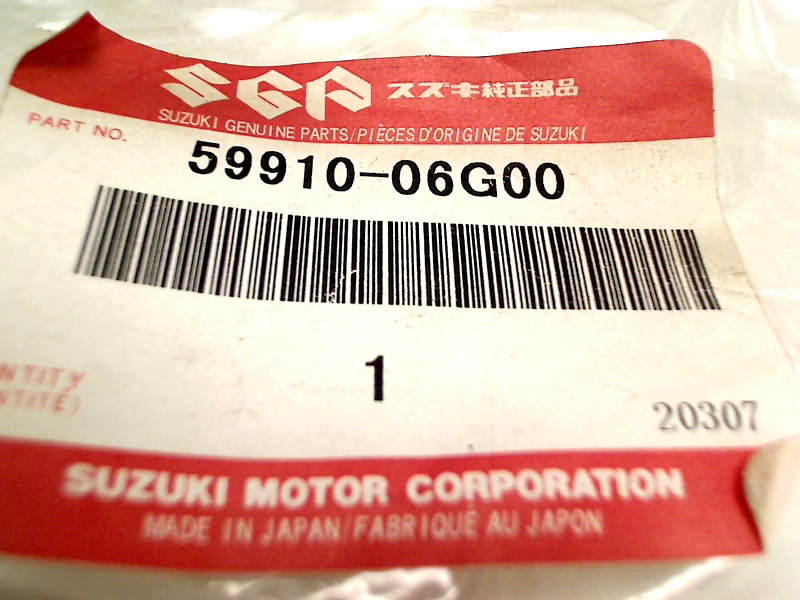 SGP スズキ純正部品
SUZUKI GENUINE PARTS/PIÈCES D'ORIGINE DE SUZUKI
PART NO.
59910-06G00
1
NTITY
NTITÉ)
20307
SUZUKI MOTOR CORPORATION
MADE IN JAPAN/FABRIQUÉ AU JAPON